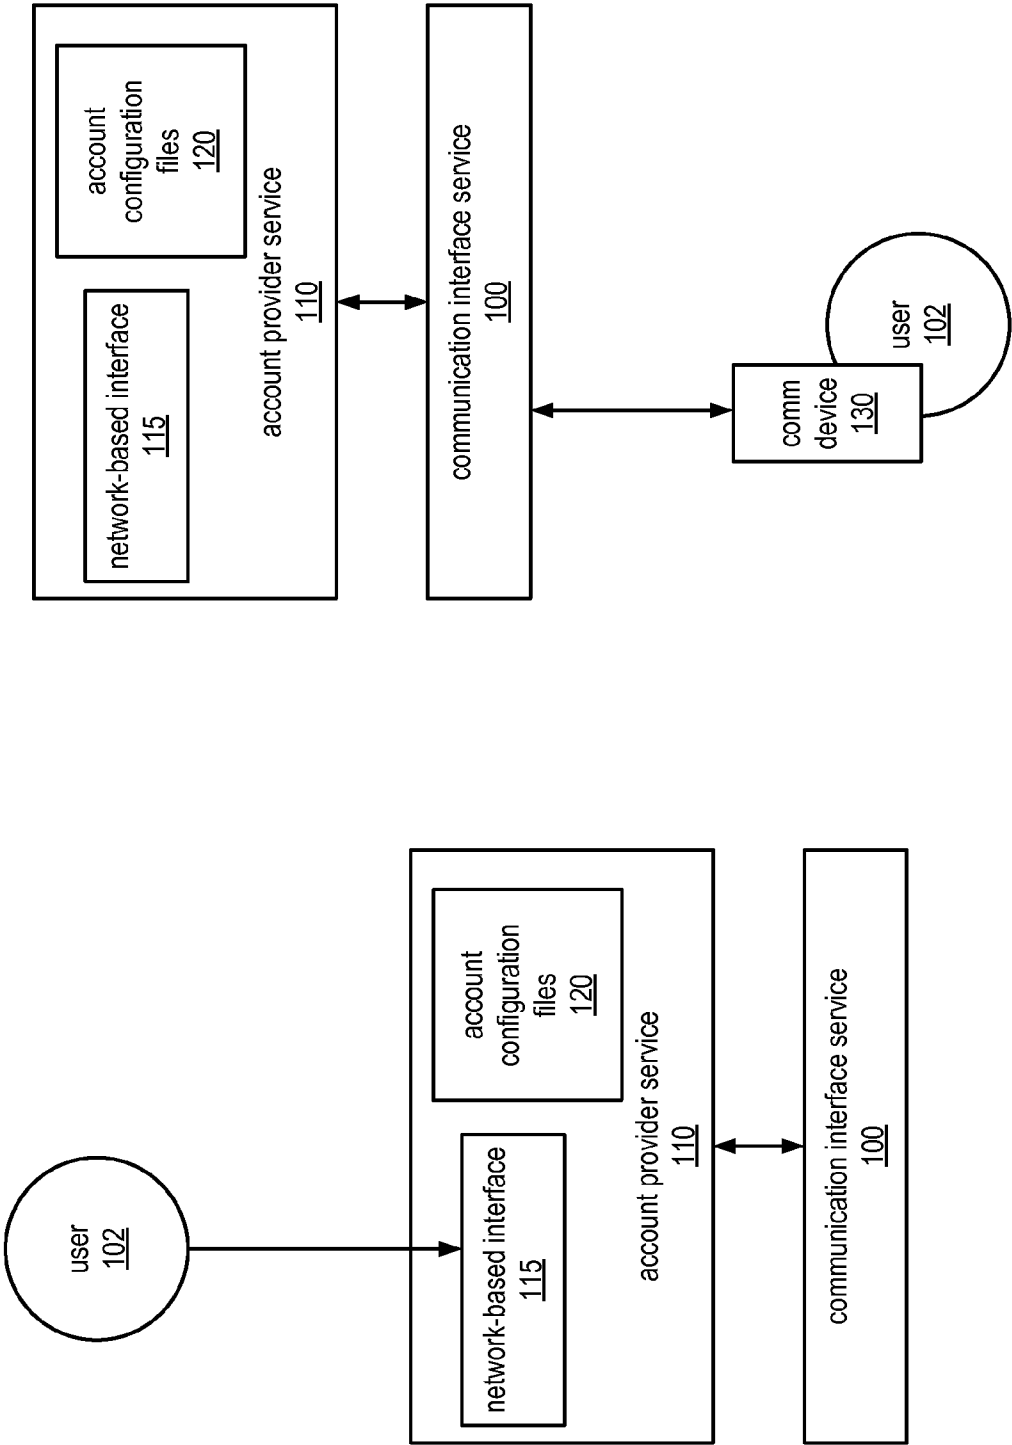 user
102
network-based interface
115
account
configuration
files
120
account provider service
110
communication interface service
100
network-based interface
115
account
configuration
files
120
account provider service
110
communication interface service
100
comm
device
130
user
102